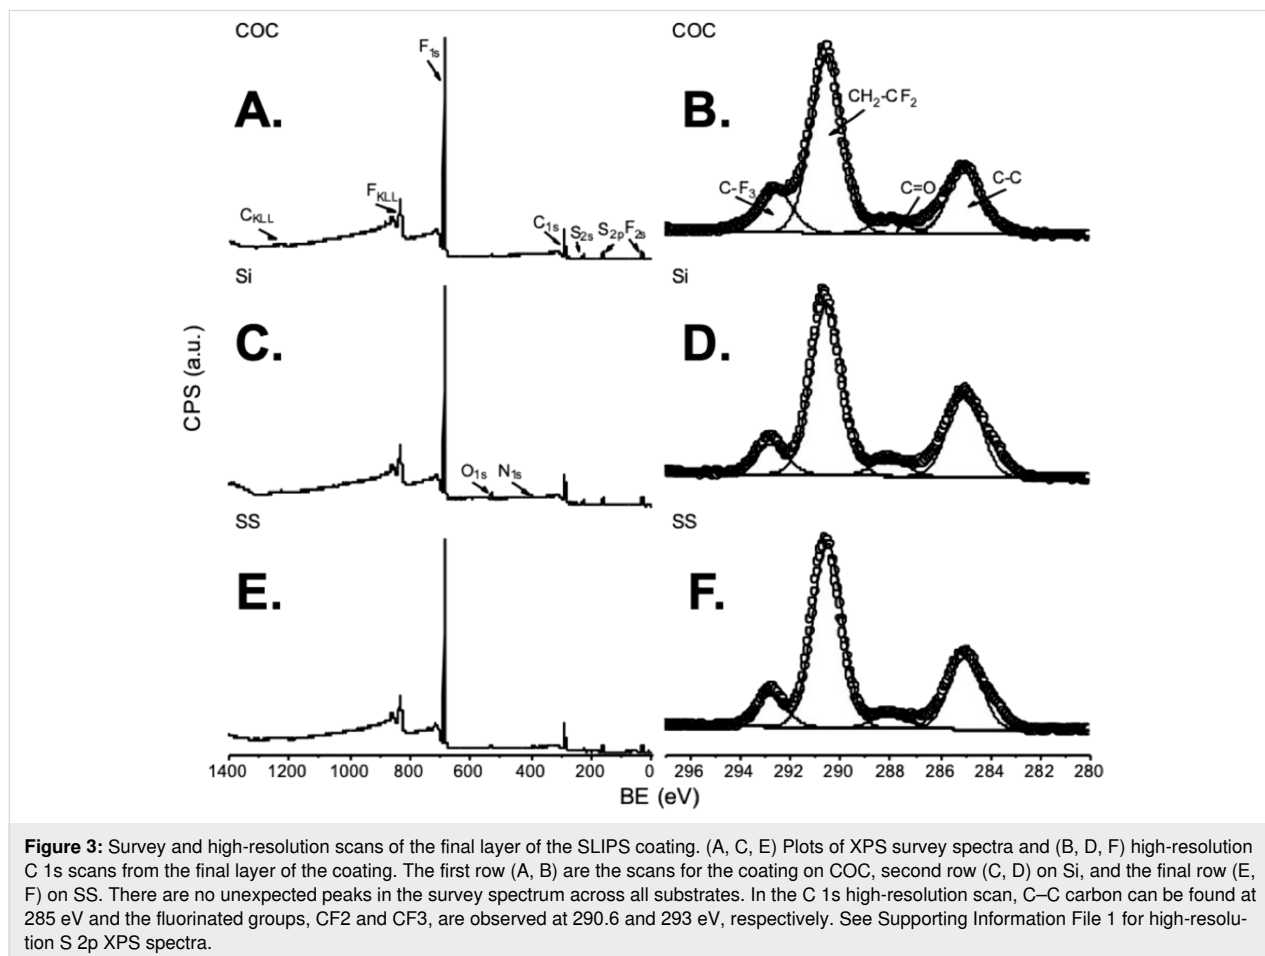 COC
COC
F1s
A.
B.
CH2-CF2
C-F3
C=O
C-C
CKLL
FKLL
C1s
S2s
S2p
F2s
Si
Si
C.
D.
CPS (a.u.)
O1s
N1s
SS
SS
E.
F.
1400 1200 1000 800 600 400 200 0
296 294 292 290 288 286 284 282 280
BE (eV)
Figure 3: Survey and high-resolution scans of the final layer of the SLIPS coating. (A, C, E) Plots of XPS survey spectra and (B, D, F) high-resolution
C 1s scans from the final layer of the coating. The first row (A, B) are the scans for the coating on COC, second row (C, D) on Si, and the final row (E,
F) on SS. There are no unexpected peaks in the survey spectrum across all substrates. In the C 1s high-resolution scan, C–C carbon can be found at
285 eV and the fluorinated groups, CF2 and CF3, are observed at 290.6 and 293 eV, respectively. See Supporting Information File 1 for high-resolu-
tion S 2p XPS spectra.